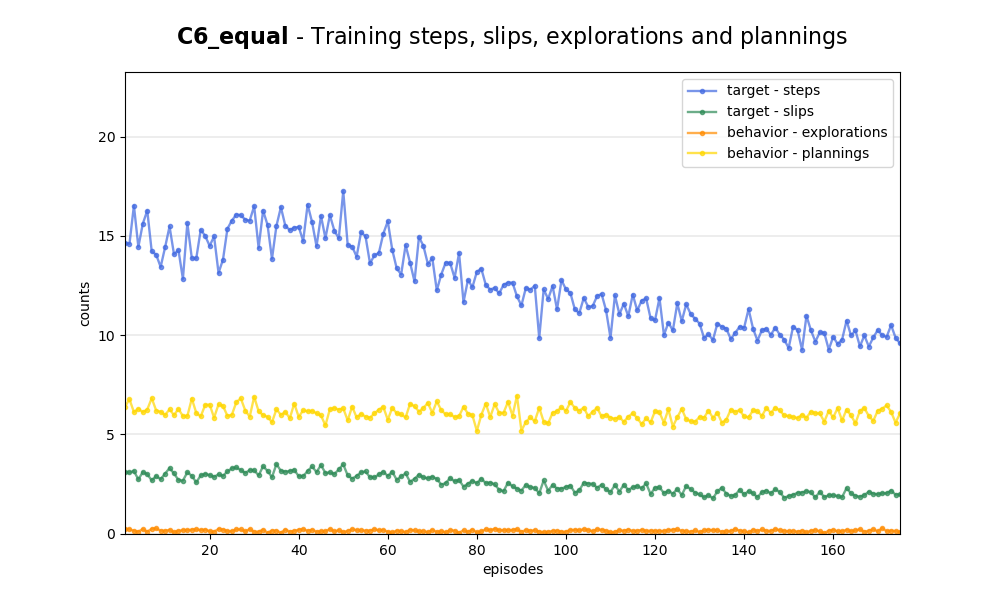 C6_equal - Training steps, slips, explorations and plannings
target - steps
target - slips
behavior - explorations
behavior - plannings
counts
20
15
10
5
0
20 40 60 80 100 120 140 160
episodes